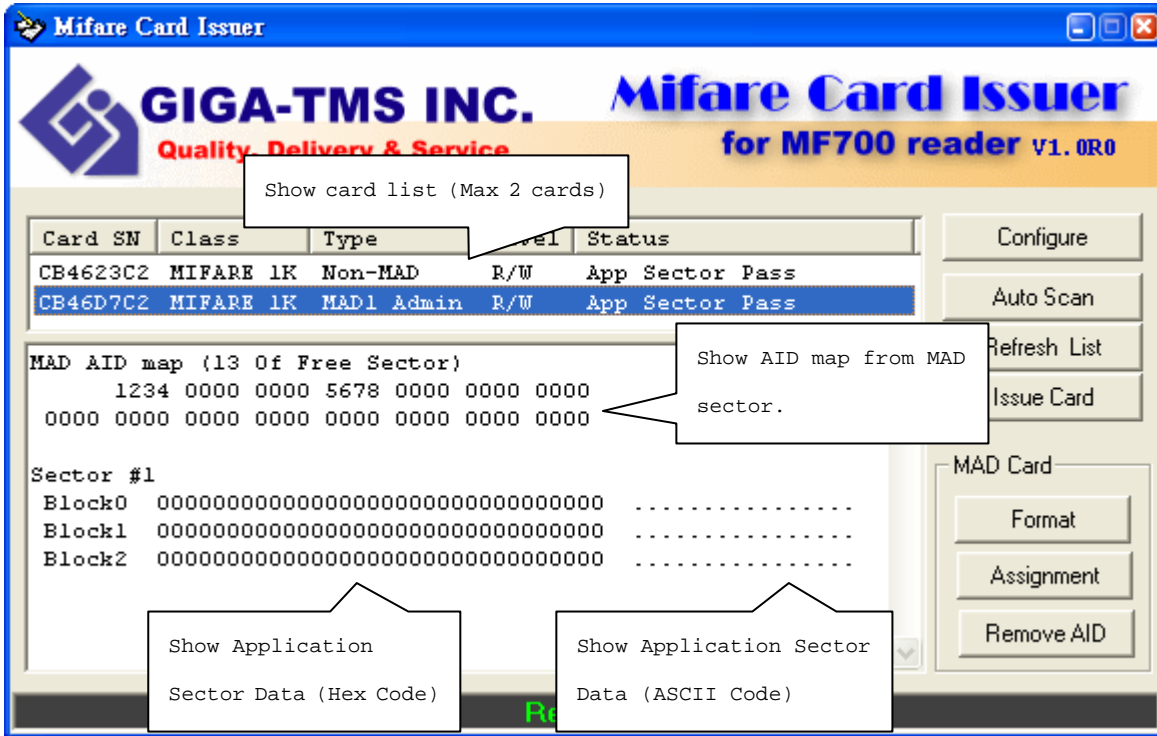 Mifare Card Issuer
GIGA-TMS INC.
Quality, Delivery & Service
Mifare Card Issuer
for MF700 reader V1.0R0
Show card list (Max 2 cards)
Card SN Class Type Status
CB4623C2 MIFARE 1K Non-MAD R/W App Sector Pass
CB46D7C2 MIFARE 1K MAD1 Admin R/W App Sector Pass
Configure
Auto Scan
Refresh List
Issue Card
MAD AID map (13 Of Free Sector)
1234 0000 0000 5678 0000 0000 0000
0000 0000 0000 0000 0000 0000 0000 0000
Show AID map from MAD
sector.
Sector #1
Block0 00000000000000000000000000000000 ................
Block1 00000000000000000000000000000000 ................
Block2 00000000000000000000000000000000 ................
MAD Card
Format
Assignment
Remove AID
Show Application
Sector Data (Hex Code)
Show Application Sector
Data (ASCII Code)